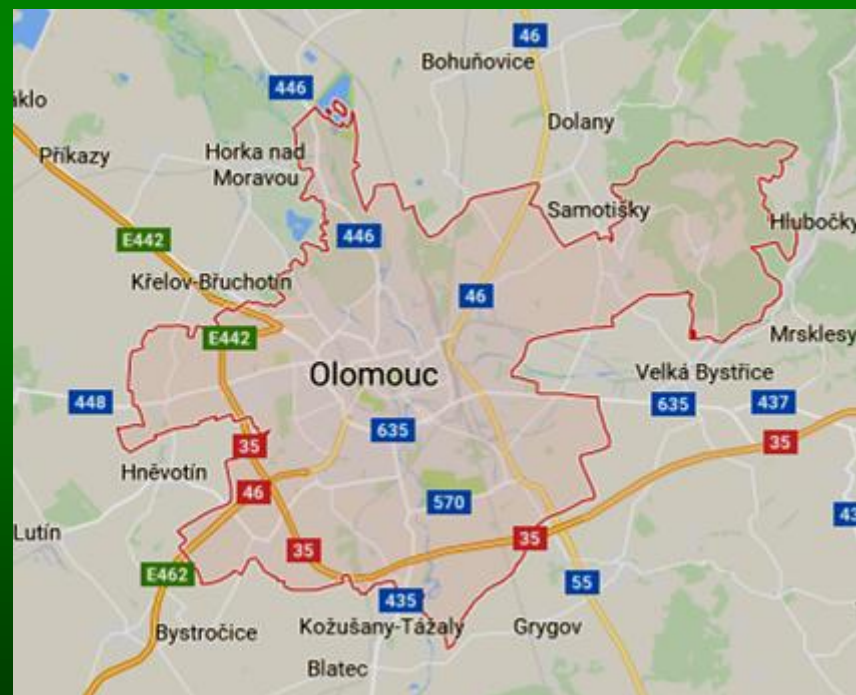 46
Bohuňovice
446
Dolany
Příkazy
Horka nad
Moravou
Samotišky
Hlubočky
E442
446
Křelov-Břuchotín
46
E442
Mrsklesy
Olomouc
Velká Bystřice
448
635
437
635
35
35
Hněvotín
46
570
Lutín
35
35
E462
55
435
Bystročice
Kožušany-Tážaly
Grygov
Blatec